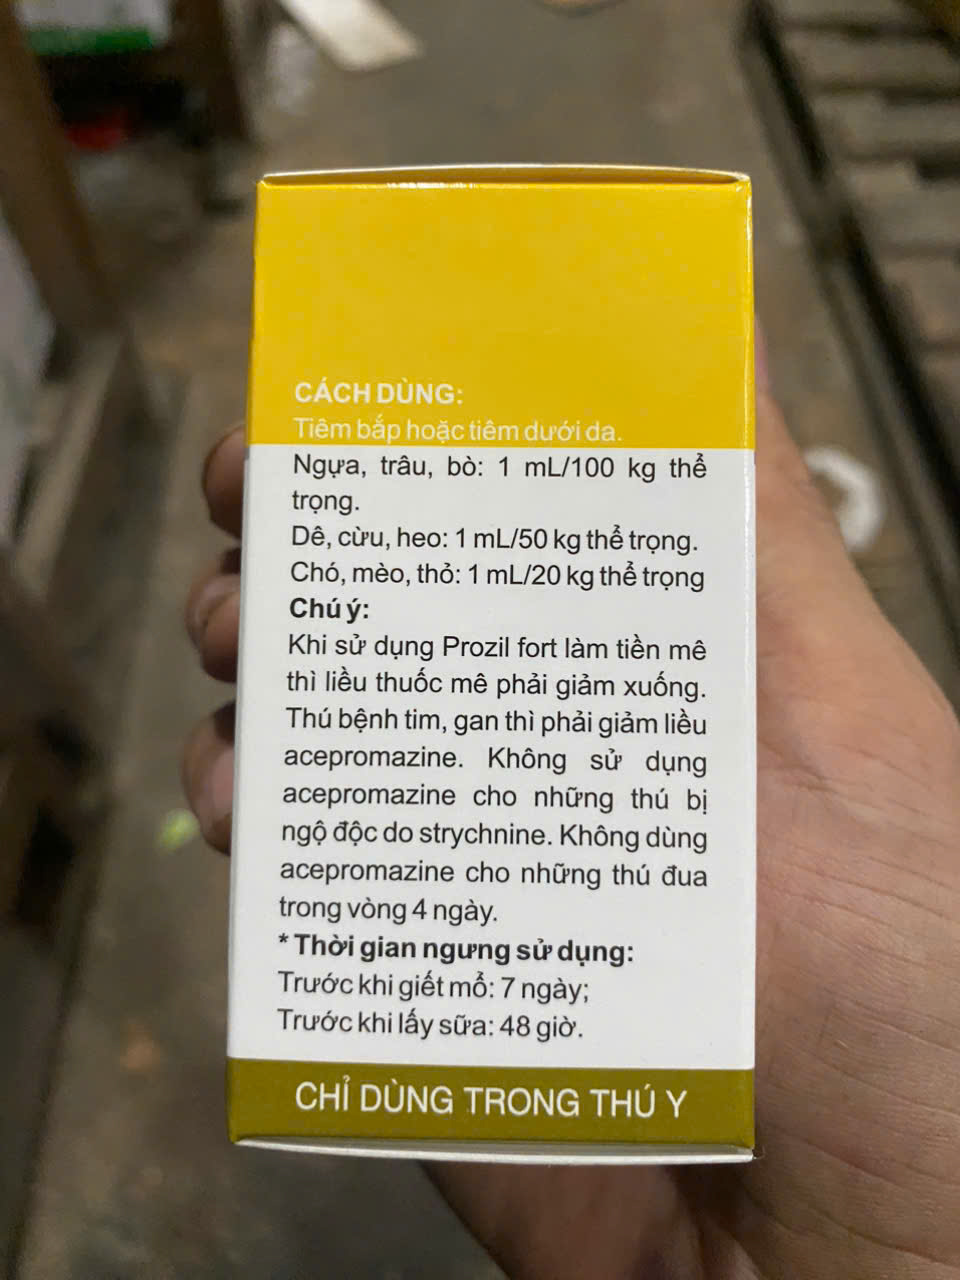 CÁCH DÙNG:
Tiêm bắp hoặc tiêm dưới da.
Ngựa, trâu, bò: 1 mL/100 kg thể
trọng.
Dê, cừu, heo: 1 mL/50 kg thể trọng.
Chó, mèo, thỏ: 1 mL/20 kg thể trọng
Chú ý:
Khi sử dụng Prozil fort làm tiền mê
thì liều thuốc mê phải giảm xuống.
Thú bệnh tim, gan thì phải giảm liều
acepromazine. Không sử dụng
acepromazine cho những thú bị
ngộ độc do strychnine. Không dùng
acepromazine cho những thú đua
trong vòng 4 ngày.
* Thời gian ngưng sử dụng:
Trước khi giết mổ: 7 ngày;
Trước khi lấy sữa: 48 giờ.
CHỈ DÙNG TRONG THÚ Y